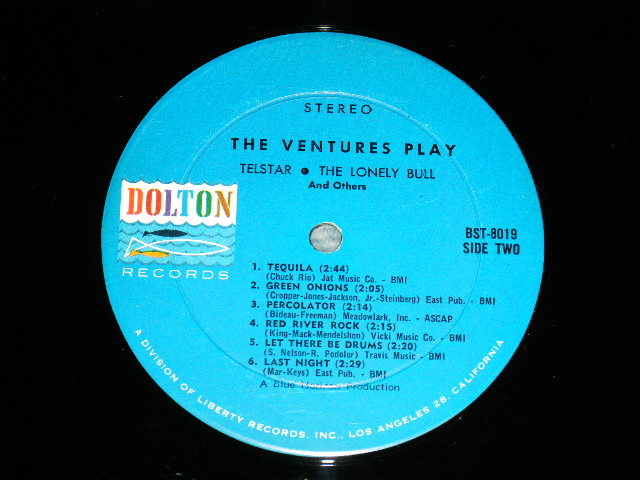 STEREO
THE VENTURES PLAY
TELSTAR • THE LONELY BULL
And Others
DOLTON
RECORDS
BST-8019
SIDE TWO
1. TEQUILA (2:44)
(Chuck Rio) Jat Music Co. - BMI
2. GREEN ONIONS (2:05)
(Cropper-Jones-Jackson, Jr.-Steinberg) East Pub. - BMI
3. PERCOLATOR (2:14)
(Bideau-Freeman) Meadowlark, Inc. - ASCAP
4. RED RIVER ROCK (2:15)
(King-Mack-Mendelshon) Vicki Music Co. - BMI
5. LET THERE BE DRUMS (2:20)
(S. Nelson-R. Podolor) Travis Music - BMI
6. LAST NIGHT (2:29)
(Mar-Keys) East Pub. - BMI
A Blue Horizon Production
A DIVISION OF LIBERTY RECORDS, INC., LOS ANGELES 28, CALIFORNIA